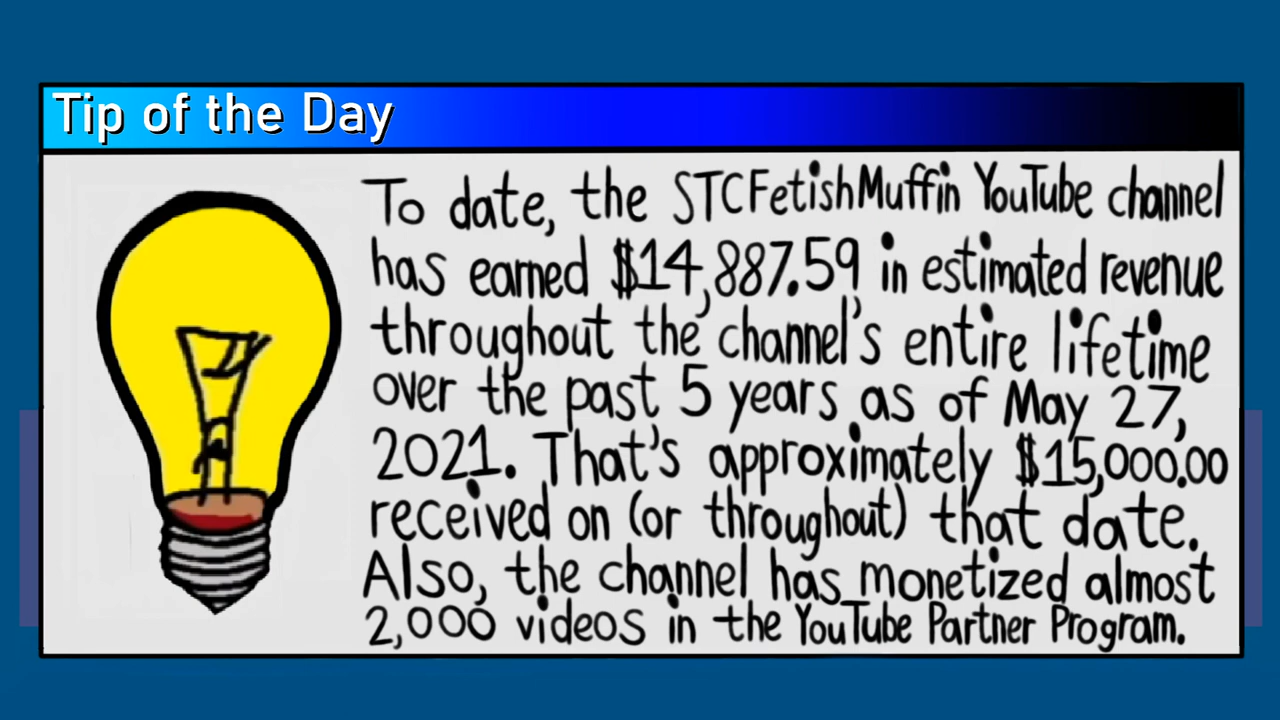 Tip of the Day
To date, the STCFetishMuffin YouTube channel
has earned $14,887.59 in estimated revenue
throughout the channel's entire lifetime
over the past 5 years as of May 27,
2021. That's approximately $15,000.00
received on (or throughout) that date.
Also, the channel has monetized almost
2,000 videos in the YouTube Partner Program.